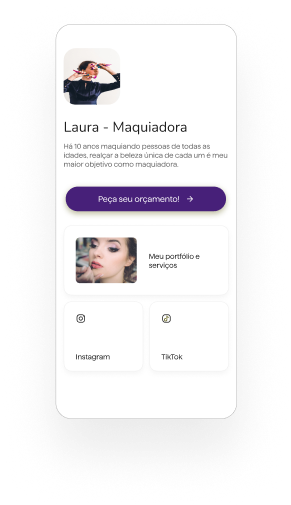 Laura - Maquiadora
Há 10 anos maquiando pessoas de todas as
idades, realçar a beleza única de cada um é meu
maior objetivo como maquiadora.
Peça seu orçamento! →
Meu portfólio e
serviços
Instagram
TikTok